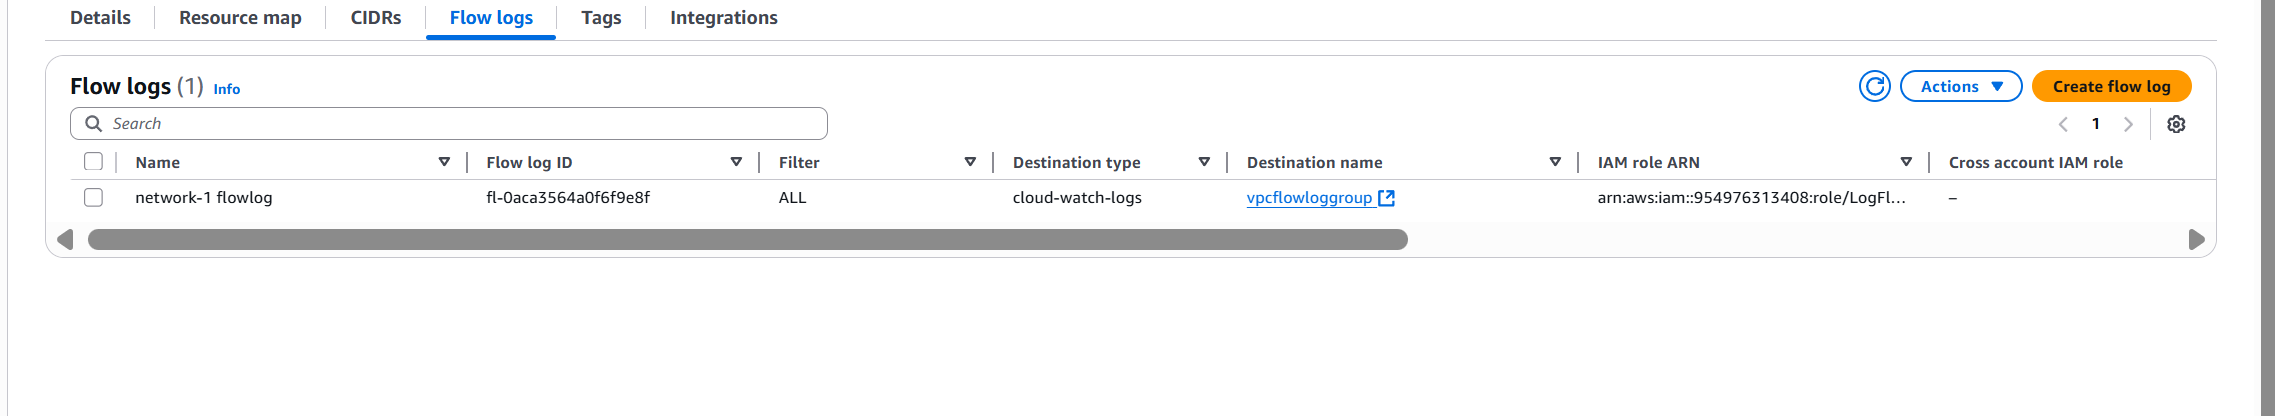 Details Resource map CIDRs Flow logs Tags Integrations
Flow logs (1) Info Actions Create flow log
Search 1
Name Flow log ID Filter Destination type Destination name IAM role ARN Cross account IAM role
network-1 flowlog fl-0aca3564a0f6f9e8f ALL cloud-watch-logs vpcflowloggroup arn:aws:iam::954976313408:role/LogFl... –